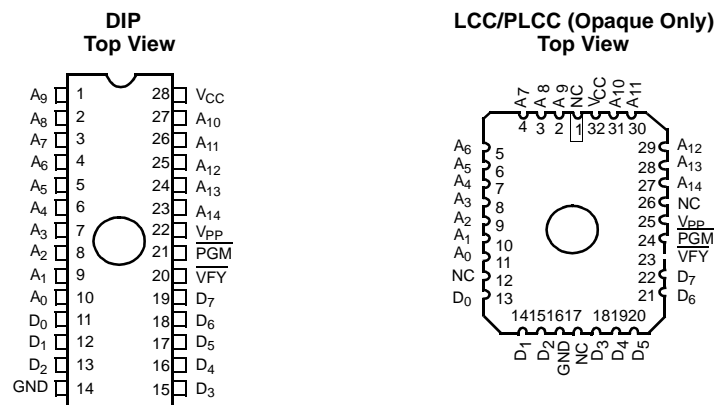 DIP
Top View
A9 1 28 VCC
A8 2 27 A10
A7 3 26 A11
A6 4 25 A12
A5 5 24 A13
A4 6 23 A14
A3 7 22 VPP
A2 8 21 PGM
A1 9 20 VFY
A0 10 19 D7
D0 11 18 D6
D1 12 17 D5
D2 13 16 D4
GND 14 15 D3
LCC/PLCC (Opaque Only)
Top View
A7 A8 A9 NC VCC A10 A11
4 3 2 1 32 31 30
A6 5 29 A12
A5 6 28 A13
A4 7 27 A14
A3 8 26 NC
A2 9 25 VPP
A1 10 24 PGM
A0 11 23 VFY
NC 12 22 D7
D0 13 21 D6
14 15 16 17 18 19 20
D1 D2 GND NC D3 D4 D5